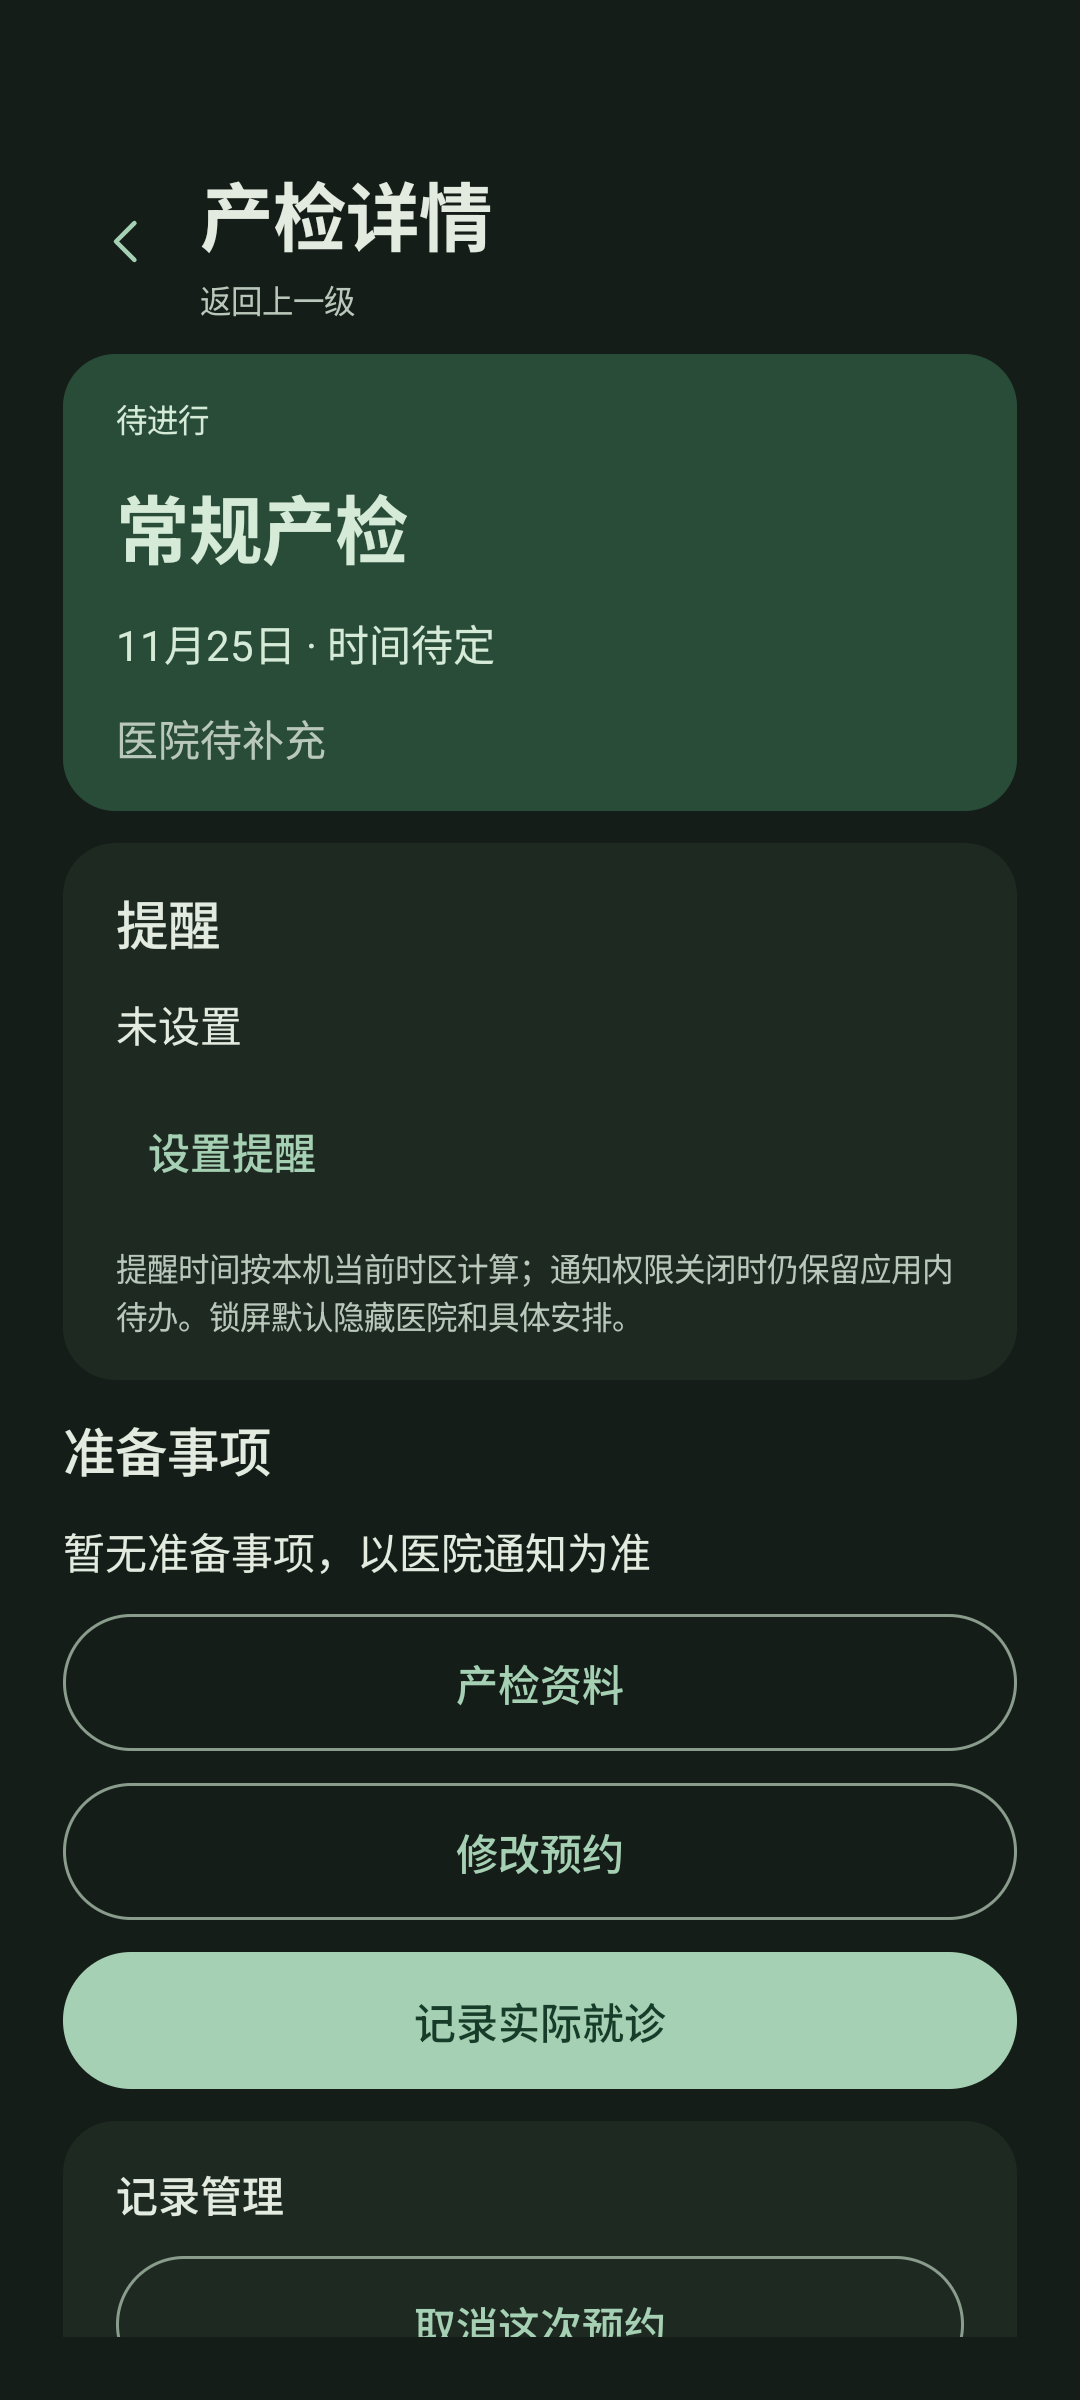 产检详情
返回上一级
待进行
常规产检
11月25日 · 时间待定
医院待补充
提醒
未设置
设置提醒
提醒时间按本机当前时区计算；通知权限关闭时仍保留应用内
待办。锁屏默认隐藏医院和具体安排。
准备事项
暂无准备事项，以医院通知为准
产检资料
修改预约
记录实际就诊
记录管理
取消这次预约